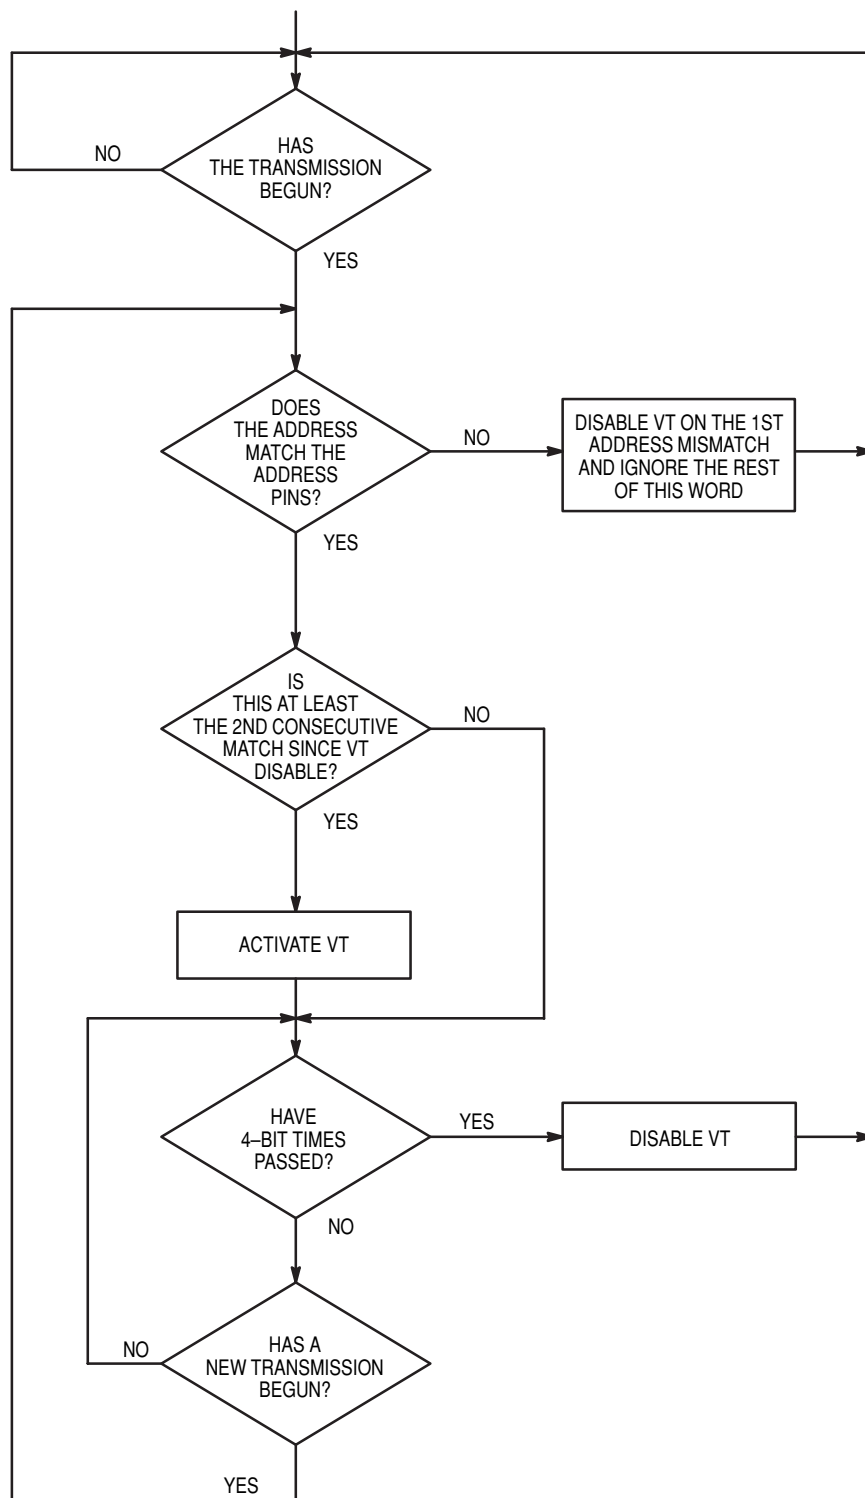 HAS
THE TRANSMISSION
BEGUN?
NO
YES
DOES
THE ADDRESS
MATCH THE
ADDRESS
PINS?
NO
DISABLE VT ON THE 1ST
ADDRESS MISMATCH
AND IGNORE THE REST
OF THIS WORD
YES
IS
THIS AT LEAST
THE 2ND CONSECUTIVE
MATCH SINCE VT
DISABLE?
NO
YES
ACTIVATE VT
HAVE
4–BIT TIMES
PASSED?
YES
DISABLE VT
NO
HAS A
NEW TRANSMISSION
BEGUN?
NO
YES